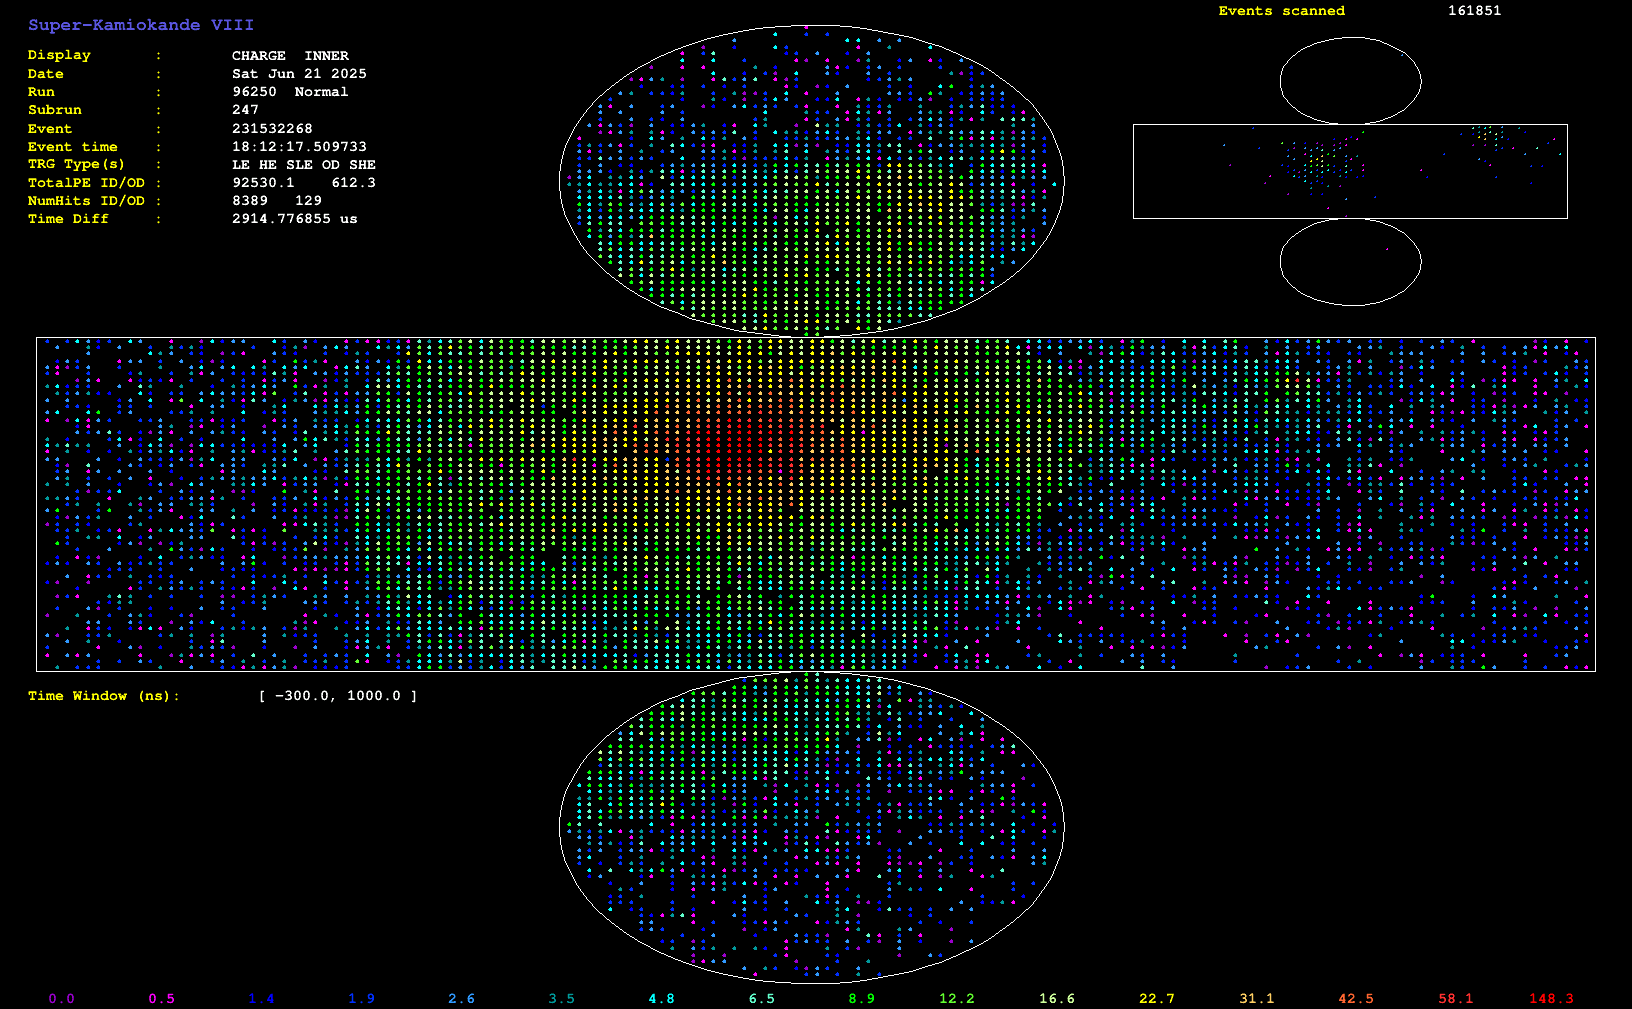 Super-Kamiokande VIII
Events scanned 161851
Display : CHARGE INNER
Date : Sat Jun 21 2025
Run : 96250 Normal
Subrun : 247
Event : 231532268
Event time : 18:12:17.509733
TRG Type(s) : LE HE SLE OD SHE
TotalPE ID/OD : 92530.1 612.3
NumHits ID/OD : 8389 129
Time Diff : 2914.776855 us
Time Window (ns): [ -300.0, 1000.0 ]
0.0 0.5 1.4 1.9 2.6 3.5 4.8 6.5 8.9 12.2 16.6 22.7 31.1 42.5 58.1 148.3